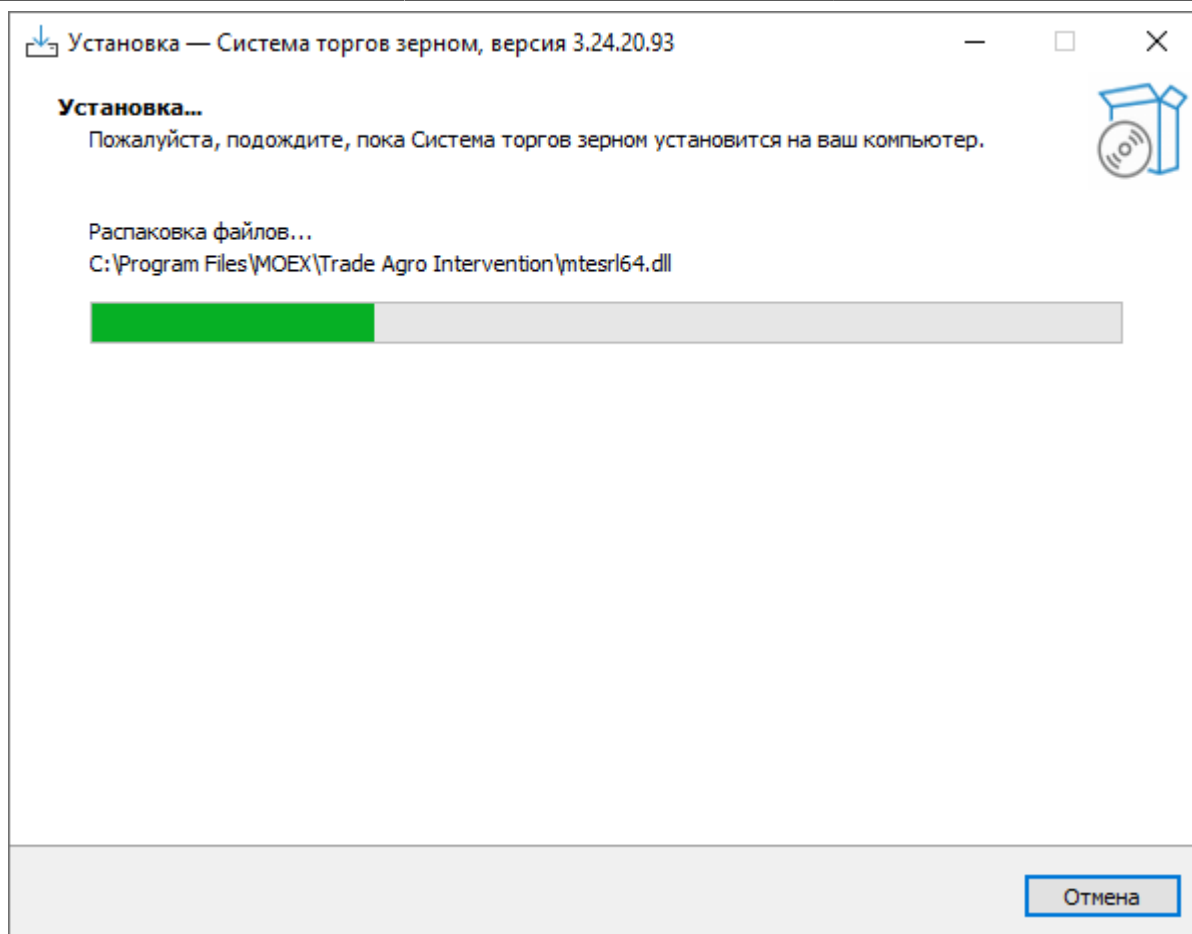 Установка — Система торгов зерном, версия 3.24.20.93
Установка...
Пожалуйста, подождите, пока Система торгов зерном установится на ваш компьютер.
Распаковка файлов...
C:\Program Files\MOEX\Trade Agro Intervention\mtesrl64.dll
Отмена